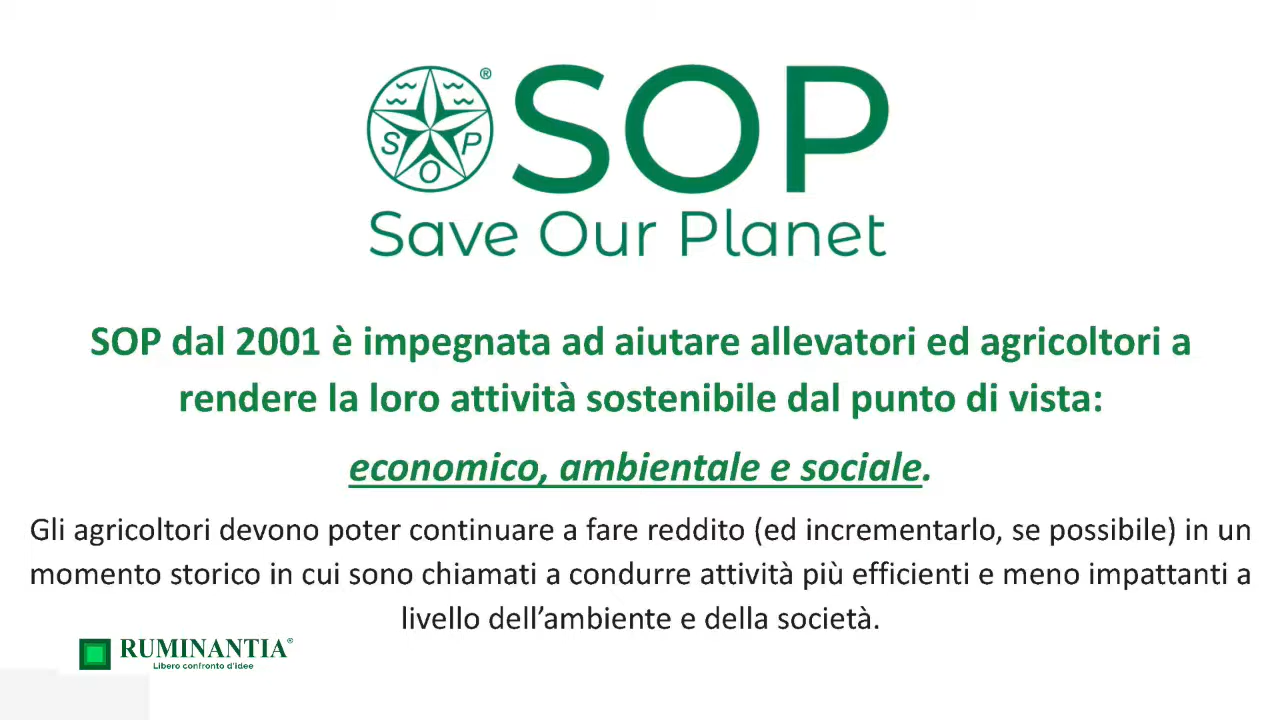 ®
SOP
S O P
Save Our Planet
SOP dal 2001 è impegnata ad aiutare allevatori ed agricoltori a
rendere la loro attività sostenibile dal punto di vista:
economico, ambientale e sociale.
Gli agricoltori devono poter continuare a fare reddito (ed incrementarlo, se possibile) in un
momento storico in cui sono chiamati a condurre attività più efficienti e meno impattanti a
livello dell’ambiente e della società.
RUMINANTIA®
Libero confronto d'idee